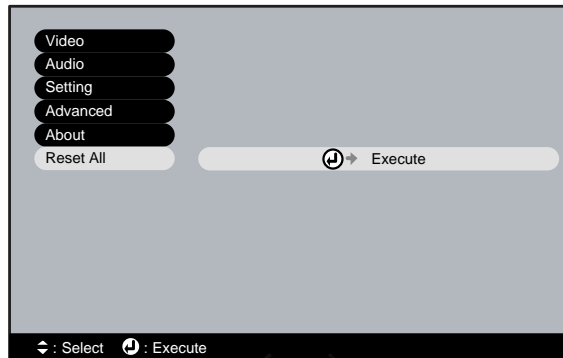 Video
Audio
Setting
Advanced
About
Reset All Execute
: Select : Execute